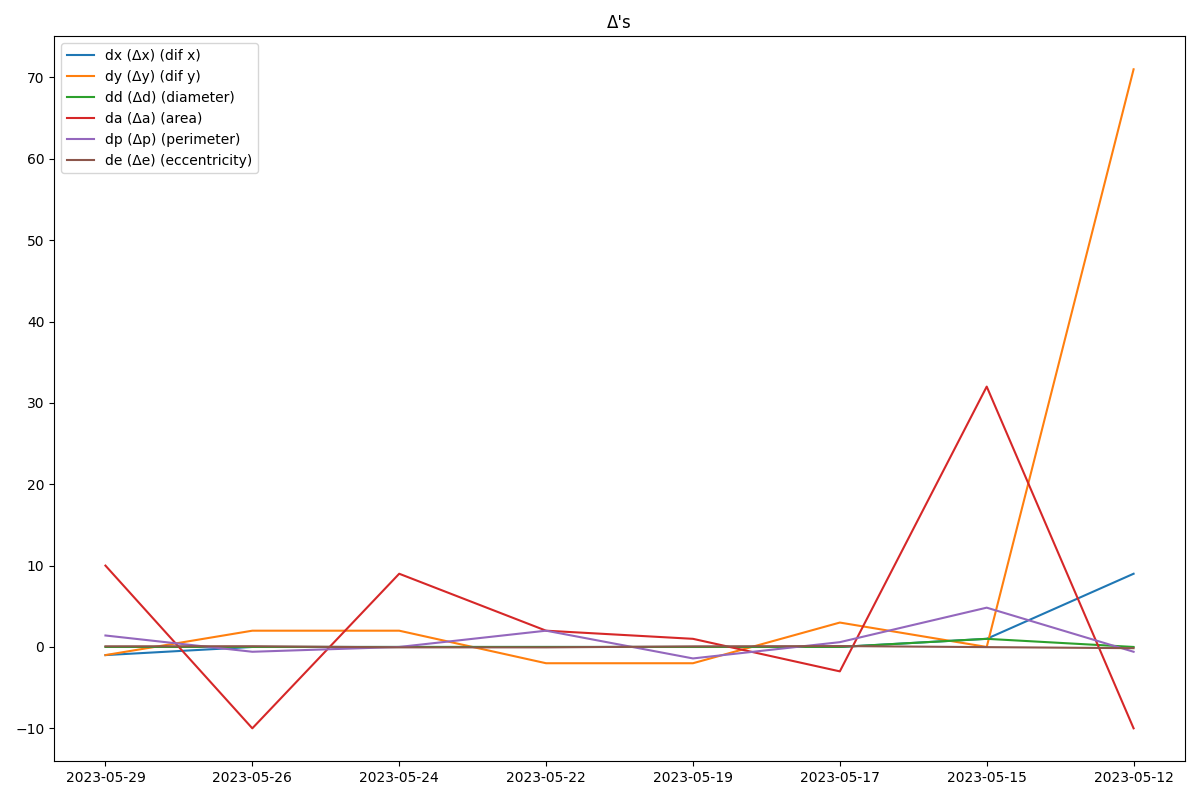 Δ's
dx (Δx) (dif x)
dy (Δy) (dif y)
dd (Δd) (diameter)
da (Δa) (area)
dp (Δp) (perimeter)
de (Δe) (eccentricity)
70
60
50
40
30
20
10
0
−10
2023-05-29 2023-05-26 2023-05-24 2023-05-22 2023-05-19 2023-05-17 2023-05-15 2023-05-12